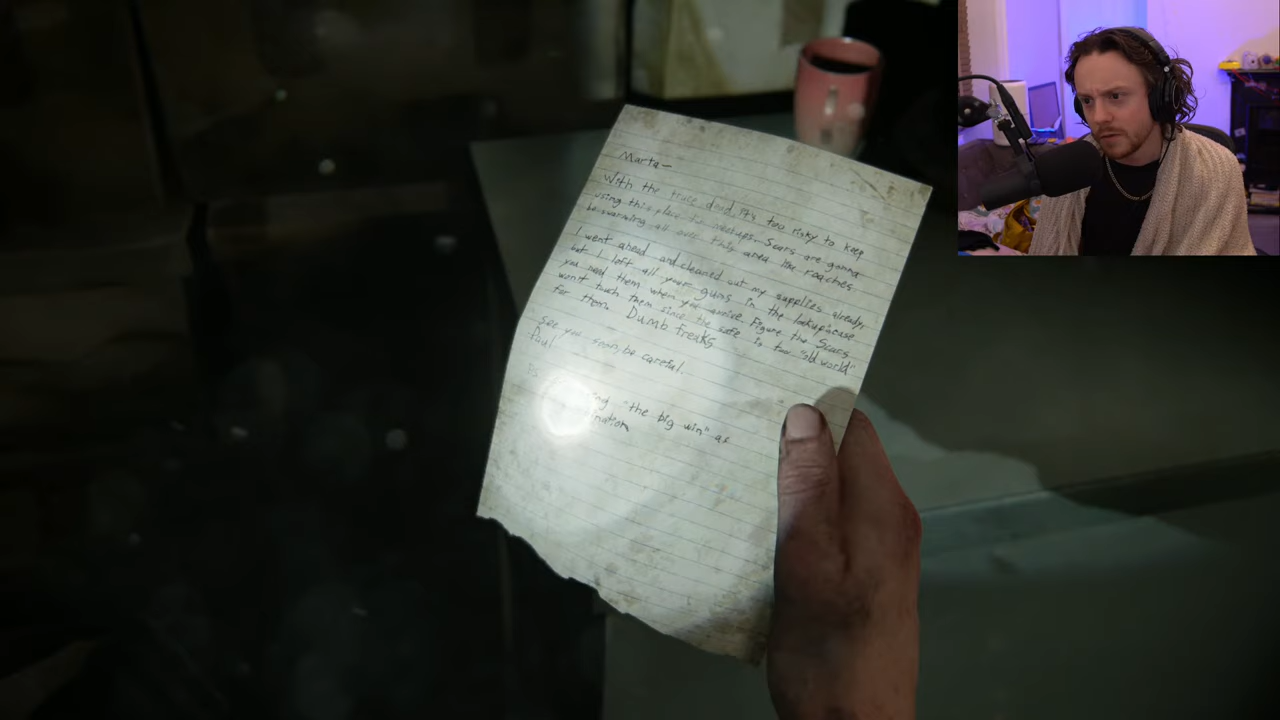 Marta-
With the truce dead, it's too risky to keep
using this place for meetups. Scars are gonna
be swarming all over this area like roaches
I went ahead and cleaned out my supplies already,
but I left all your guns in the lockup case
you need them when you arrive. Figure the Scars
won't touch them since the safe is too "old world"
for them. Dumb freaks
See you soon, be careful.
Paul
"the big win" as